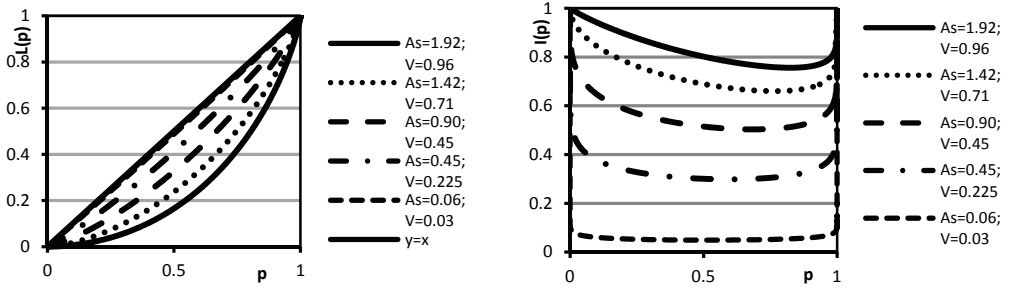 L(p)
1
0.8
0.6
0.4
0.2
0
0
0.5
1
p
As=1.92;
V=0.96
As=1.42;
V=0.71
As=0.90;
V=0.45
As=0.45;
V=0.225
As=0.06;
V=0.03
y=x
I(p)
1
0.8
0.6
0.4
0.2
0
0
0.5
1
p
As=1.92;
V=0.96
As=1.42;
V=0.71
As=0.90;
V=0.45
As=0.45;
V=0.225
As=0.06;
V=0.03